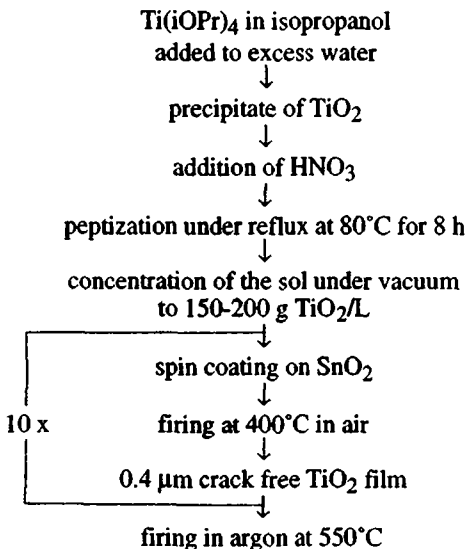 Ti(iOPr)4 in isopropanol
added to excess water
precipitate of TiO2
addition of HNO3
peptization under reflux at 80°C for 8 h
concentration of the sol under vacuum
to 150-200 g TiO2/L
spin coating on SnO2
10 x
firing at 400°C in air
0.4 µm crack free TiO2 film
firing in argon at 550°C